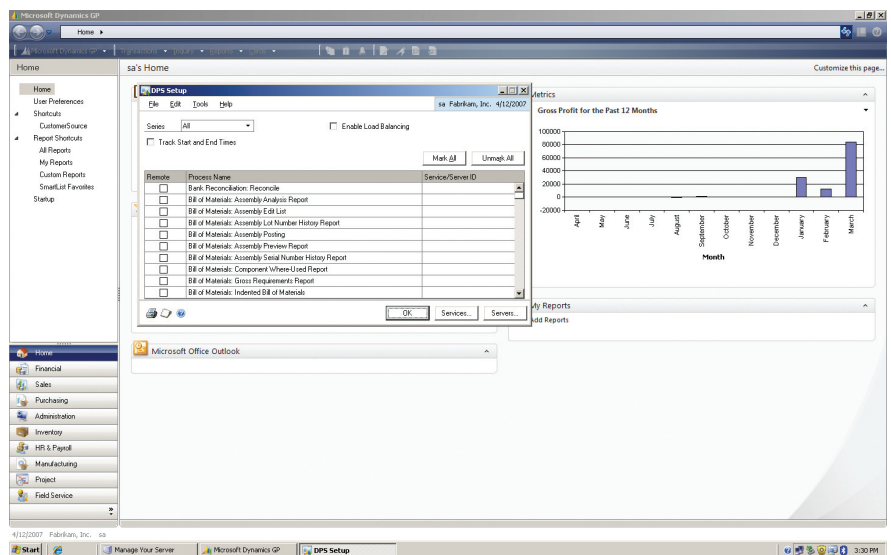 Microsoft Dynamics GP
Home
Microsoft Dynamics GP
Transactions
Inquiry
Reports
Cards
Home
sa's Home
Customize this page...
Home
User Preferences
Shortcuts
CustomerSource
Report Shortcuts
All Reports
My Reports
Custom Reports
SmartList Favorites
Startup
DPS Setup
File Edit Tools Help
sa Fabrikam, Inc. 4/12/2007
Series All
Enable Load Balancing
Track Start and End Times
Mark All
Unmark All
Remote Process Name Service/Server ID
Bank Reconciliation: Reconcile
Bill of Materials: Assembly Analysis Report
Bill of Materials: Assembly Edit List
Bill of Materials: Assembly Lot Number History Report
Bill of Materials: Assembly Posting
Bill of Materials: Assembly Preview Report
Bill of Materials: Assembly Serial Number History Report
Bill of Materials: Component Where-Used Report
Bill of Materials: Gross Requirements Report
Bill of Materials: Indented Bill of Materials
OK
Services...
Servers...
Metrics
Gross Profit for the Past 12 Months
100000
80000
60000
40000
20000
0
-20000
April
May
June
July
August
September
October
November
December
January
February
March
Month
My Reports
Add Reports
Microsoft Office Outlook
Home
Financial
Sales
Purchasing
Administration
Inventory
HR & Payroll
Manufacturing
Project
Field Service
4/12/2007 Fabrikam, Inc. sa
Start
Manage Your Server
Microsoft Dynamics GP
DPS Setup
3:30 PM